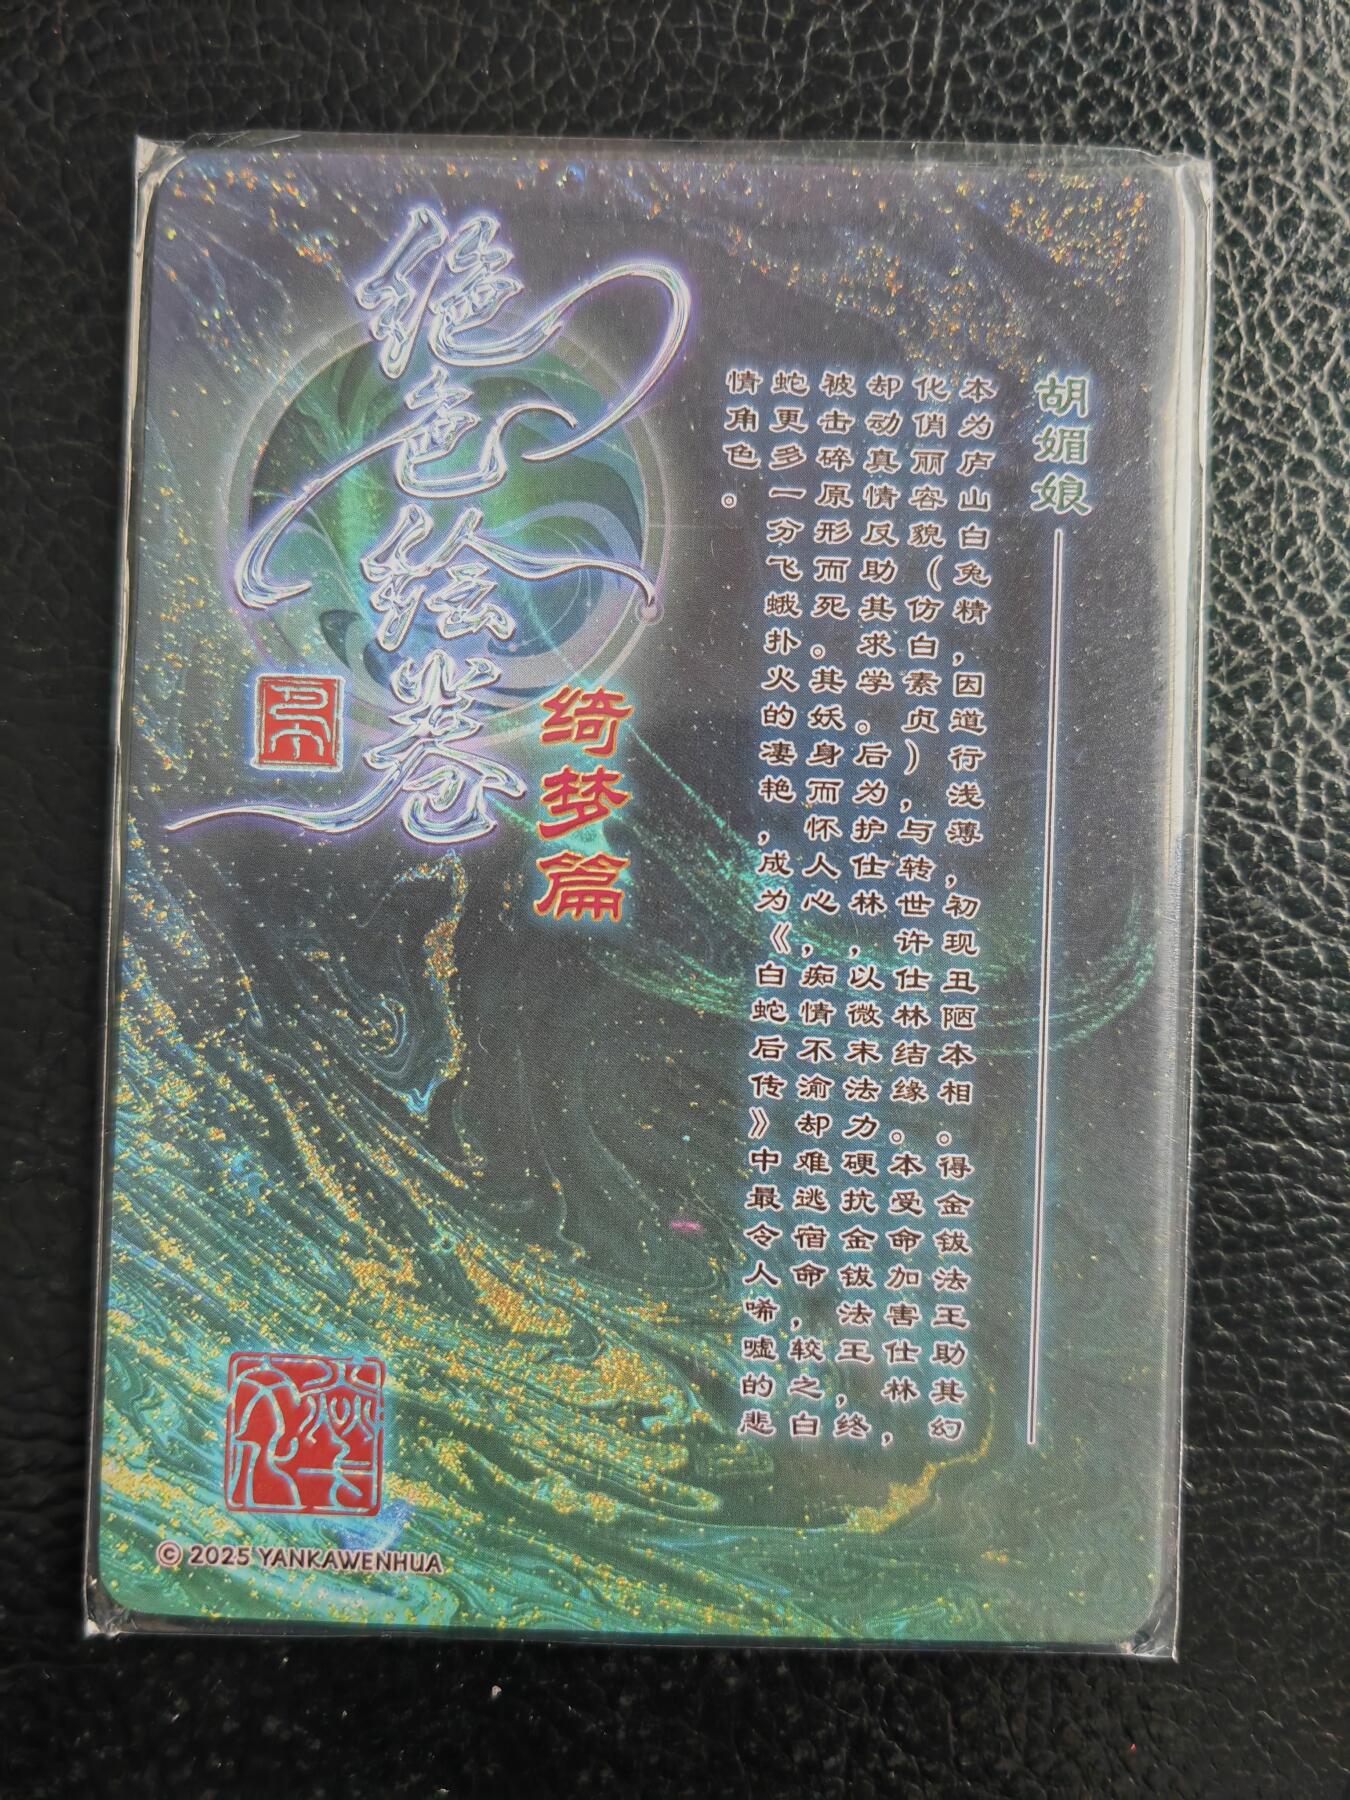 胡媚娘
本为庐山白兔精，因道行浅薄，初现丑陋本相。得金钹法王助其幻
化俏丽容貌（仿白素贞），与转世许仕林结缘。本受命加害仕林，
却动真情反助其求学。后为护仕林，以微末法力硬抗金钹法王，终
被击碎原形而死。其妖身而怀人心，痴情不渝却难逃宿命，较之白
蛇更多一分飞蛾扑火的凄艳，成为《白蛇后传》中最令人唏嘘的悲
情角色。
绝色绘卷
绮梦篇
炎卡文化
© 2025 YANKAWENHUA